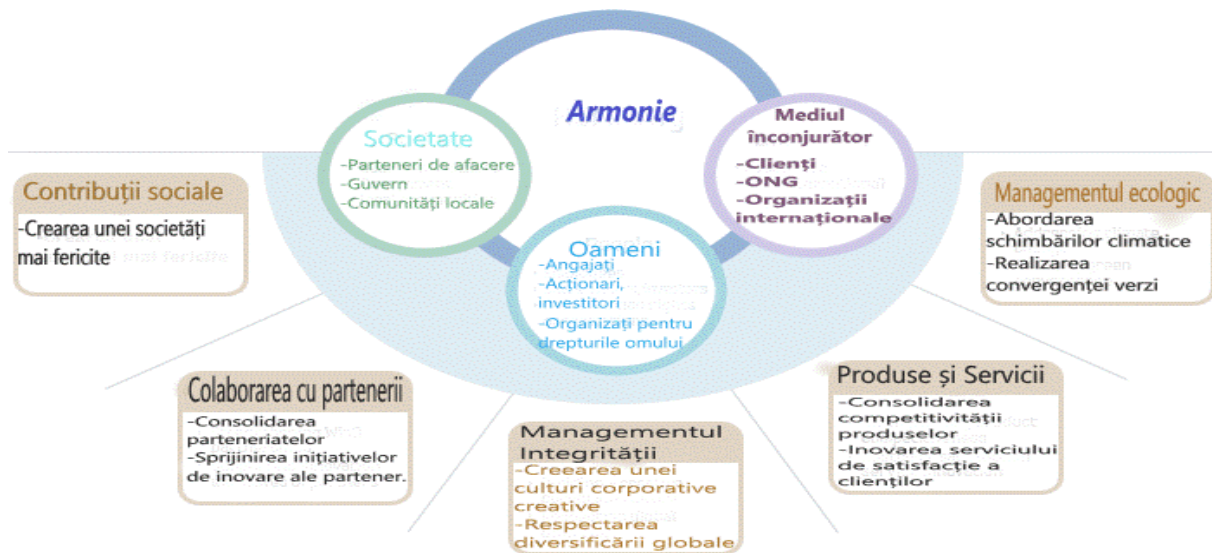 Armonie
Societate
-Parteneri de afacere
-Guvern
-Comunități locale
Mediul
înconjurător
-Clienți
-ONG
-Organizații
internaționale
Oameni
-Angajați
-Acționari,
investitori
-Organizați pentru
drepturile omului
Contribuții sociale
-Crearea unei societăți
mai fericite
Colaborarea cu partenerii
-Consolidarea
parteneriatelor
-Sprijinirea inițiativelor
de inovare ale partener.
Managementul
Integrității
-Creearea unei
culturi corporative
creative
-Respectarea
diversificării globale
Produse și Servicii
-Consolidarea
competitivității
produselor
-Inovarea serviciului
de satisfacție a
clienților
Managementul ecologic
-Abordarea
schimbărilor climatice
-Realizarea
convergenței verzi